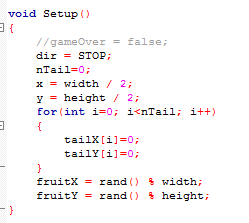 void Setup()
{
//gameOver = false;
dir = STOP;
nTail=0;
x = width / 2;
y = height / 2;
for(int i=0; i<nTail; i++)
{
tailX[i]=0;
tailY[i]=0;
}
fruitX = rand() % width;
fruitY = rand() % height;
}